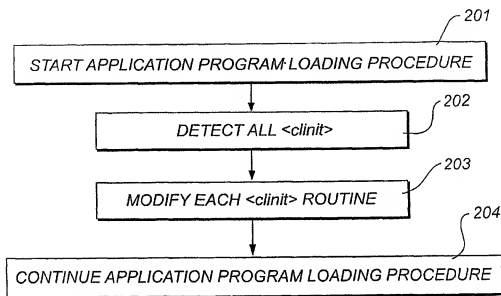 201
START APPLICATION PROGRAM LOADING PROCEDURE
202
DETECT ALL <clinit>
203
MODIFY EACH <clinit> ROUTINE
204
CONTINUE APPLICATION PROGRAM LOADING PROCEDURE